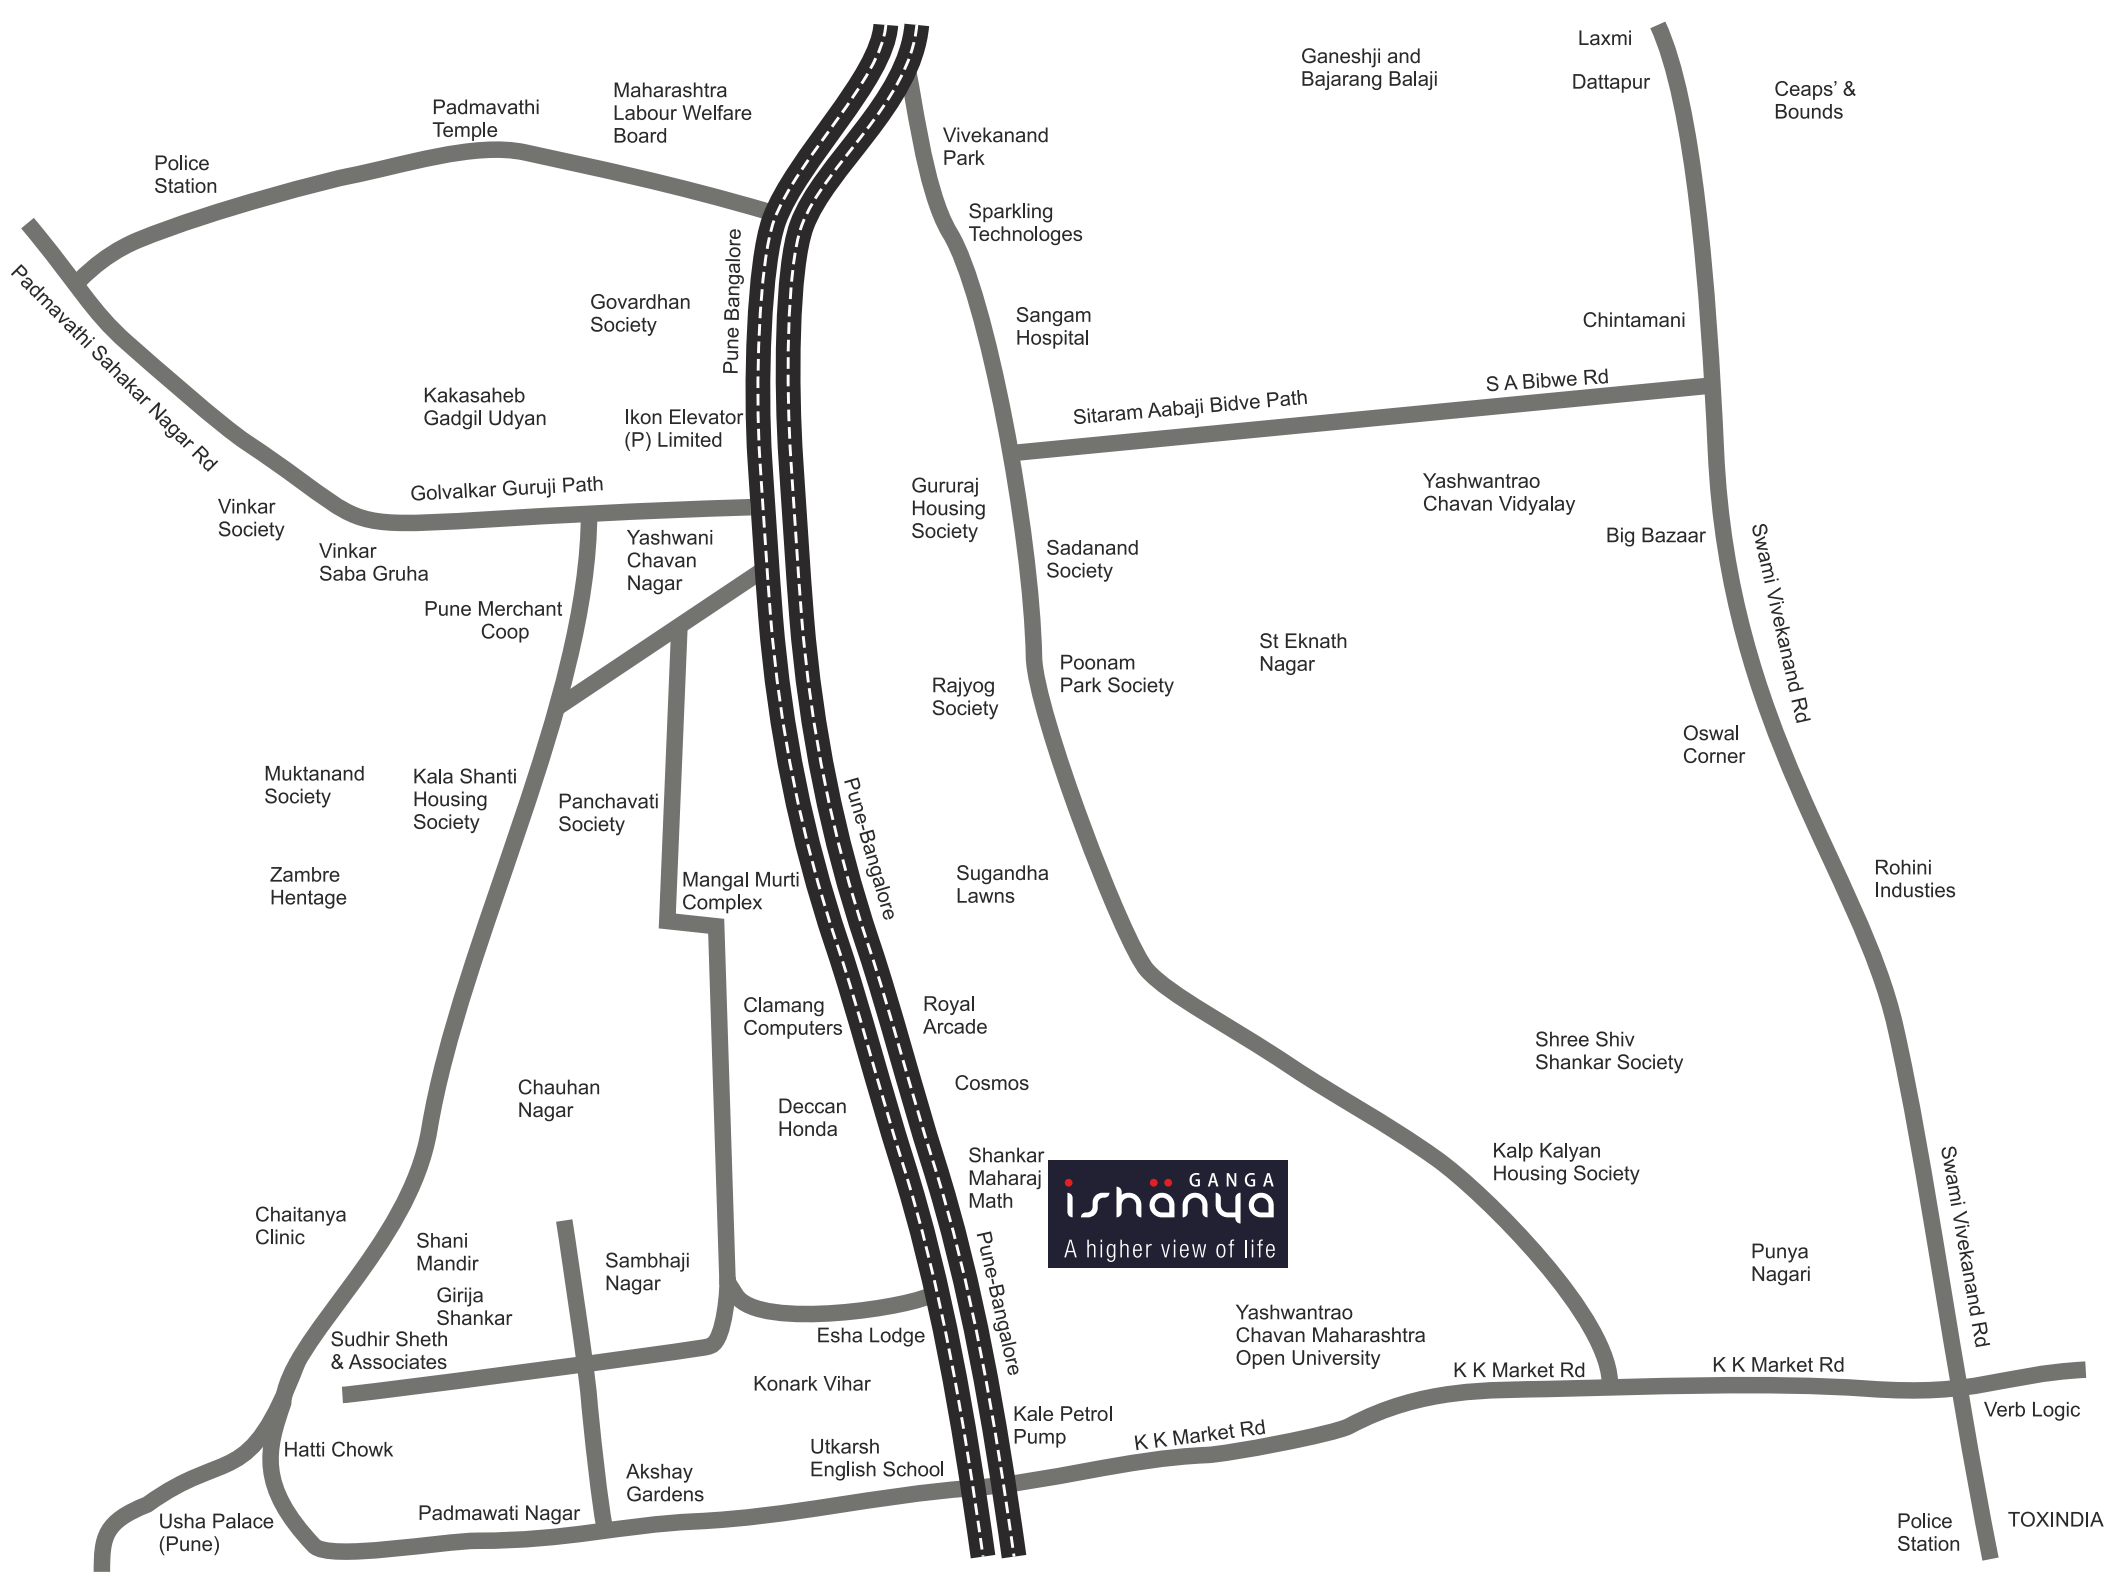 Laxmi
Ganeshji and
Bajarang Balaji
Dattapur
Ceaps’ &
Bounds
Maharashtra
Labour Welfare
Board
Padmavathi
Temple
Vivekanand
Park
Police
Station
Sparkling
Technologes
Pune Bangalore
Padmavathi Sahakar Nagar Rd
Govardhan
Society
Sangam
Hospital
Chintamani
S A Bibwe Rd
Sitaram Aabaji Bidve Path
Kakasaheb
Gadgil Udyan
Ikon Elevator
(P) Limited
Golvalkar Guruji Path
Vinkar
Society
Gururaj
Housing
Society
Yashwantrao
Chavan Vidyalay
Big Bazaar
Swami Vivekanand Rd
Vinkar
Saba Gruha
Yashwani
Chavan
Nagar
Sadanand
Society
Pune Merchant
Coop
St Eknath
Nagar
Poonam
Park Society
Rajyog
Society
Oswal
Corner
Muktanand
Society
Kala Shanti
Housing
Society
Panchavati
Society
Pune-Bangalore
Zambre
Hentage
Mangal Murti
Complex
Sugandha
Lawns
Rohini
Industies
Clamang
Computers
Royal
Arcade
Shree Shiv
Shankar Society
Cosmos
Chauhan
Nagar
Deccan
Honda
Shankar
Maharaj
Math
GANGA
ishänya
A higher view of life
Kalp Kalyan
Housing Society
Swami Vivekanand Rd
Chaitanya
Clinic
Shani
Mandir
Sambhaji
Nagar
Pune-Bangalore
Punya
Nagari
Girija
Shankar
Sudhir Sheth
& Associates
Esha Lodge
Yashwantrao
Chavan Maharashtra
Open University
K K Market Rd
K K Market Rd
Konark Vihar
Kale Petrol
Pump
K K Market Rd
Verb Logic
Hatti Chowk
Utkarsh
English School
Akshay
Gardens
Padmawati Nagar
Usha Palace
(Pune)
Police
Station
TOXINDIA